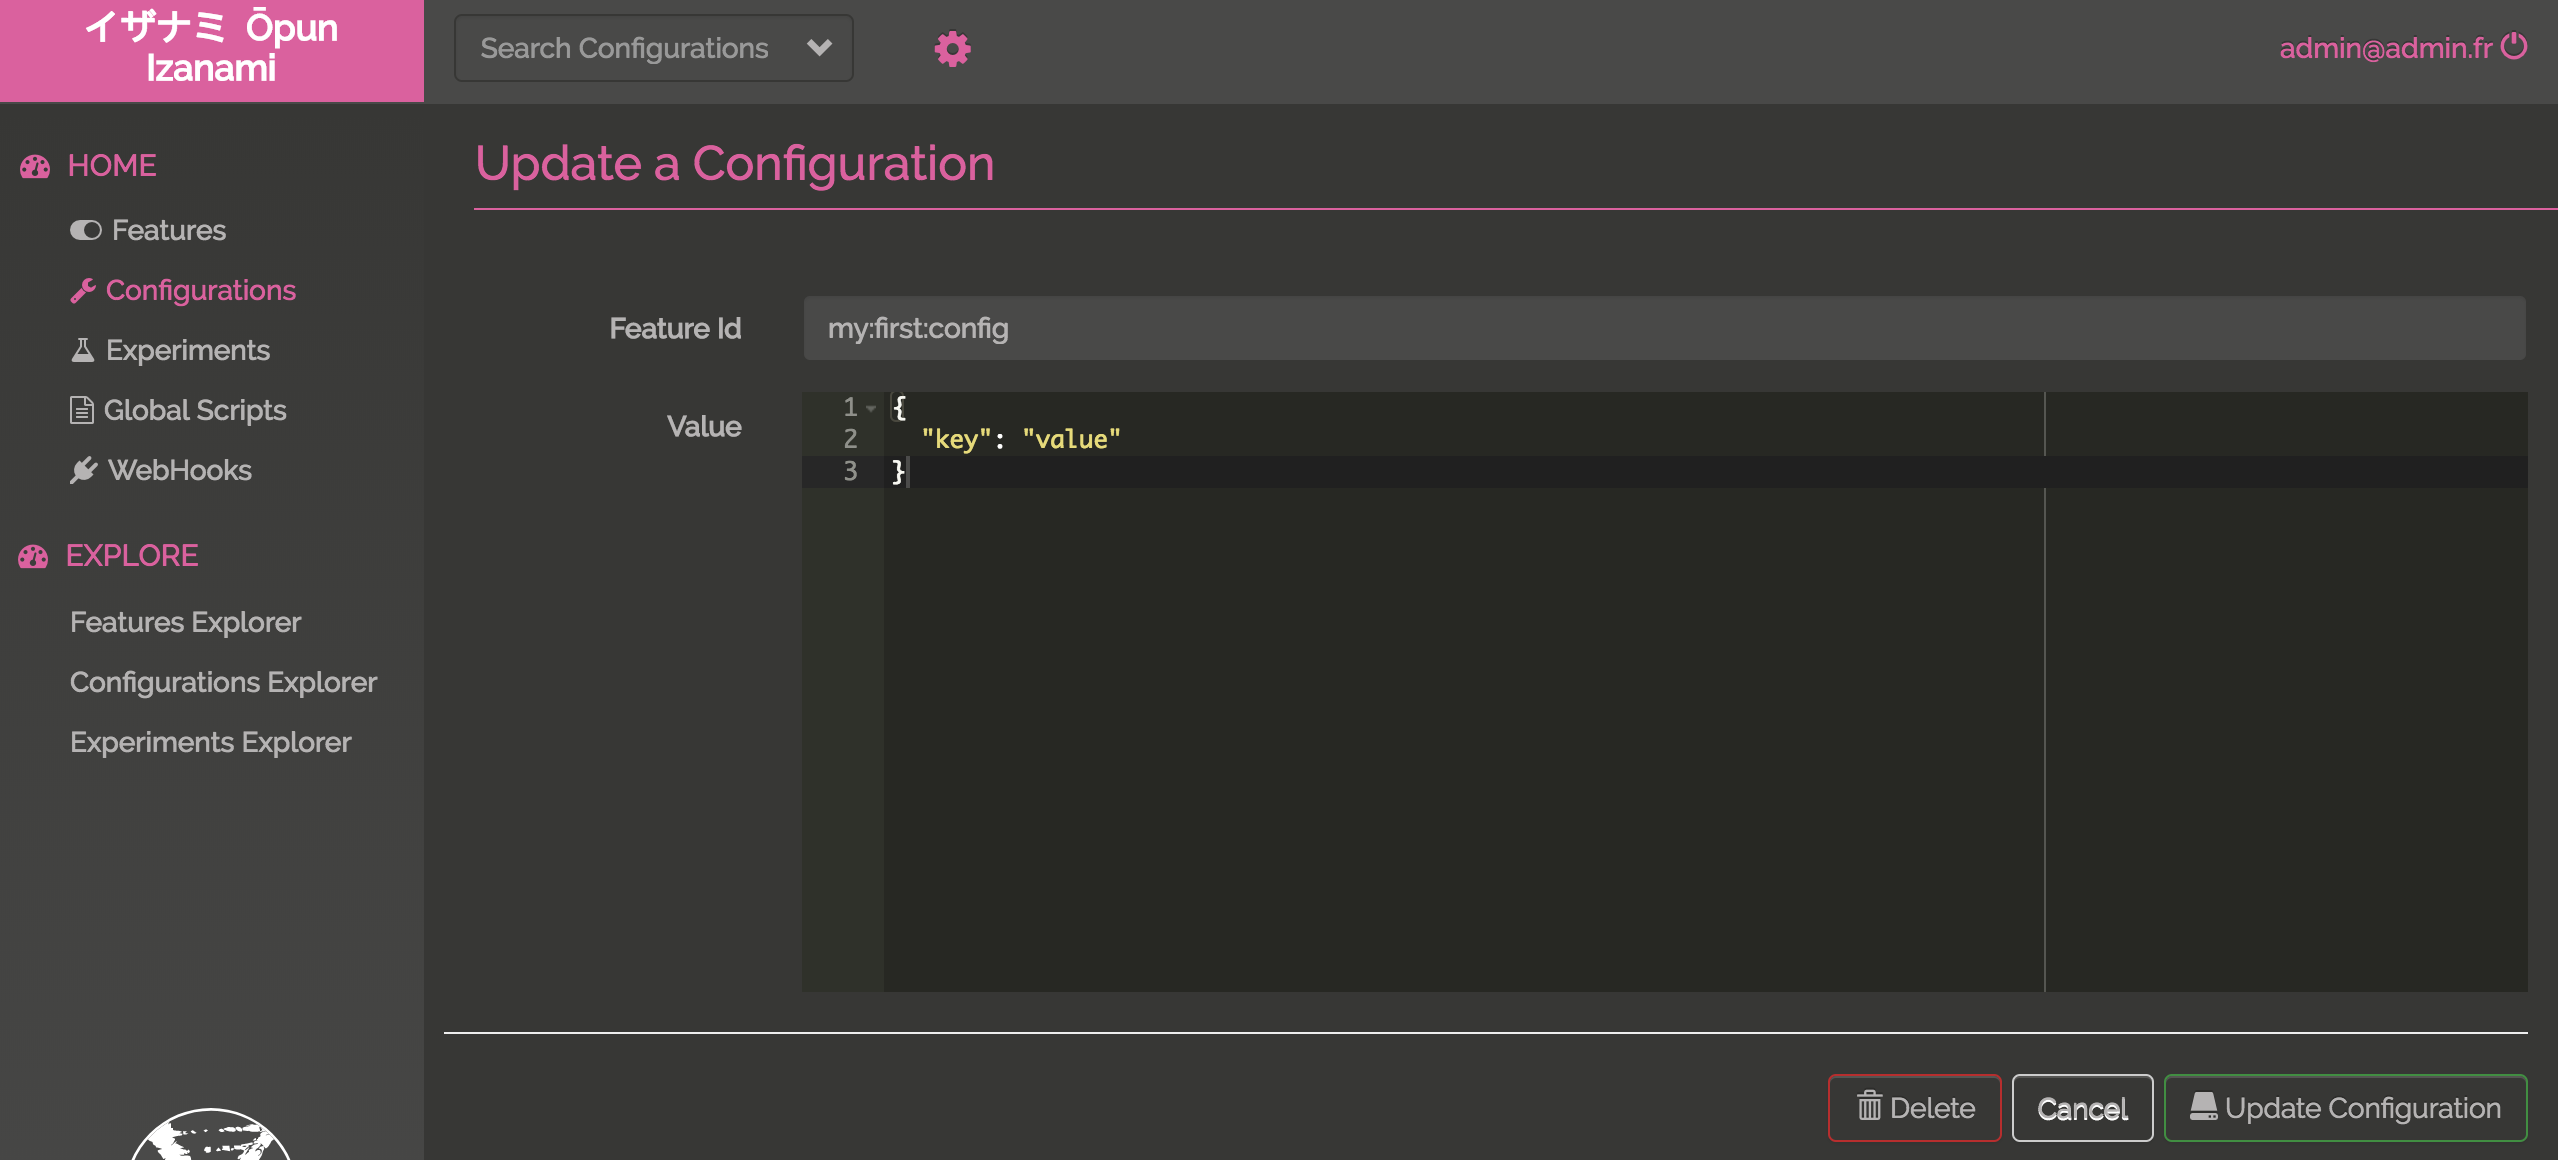 イザナミ Ōpun
Izanami
Search Configurations
admin@admin.fr
HOME
Features
Configurations
Experiments
Global Scripts
WebHooks
EXPLORE
Features Explorer
Configurations Explorer
Experiments Explorer
Update a Configuration
Feature Id
my:first:config
Value
1 {
2 "key": "value"
3 }
Delete
Cancel
Update Configuration